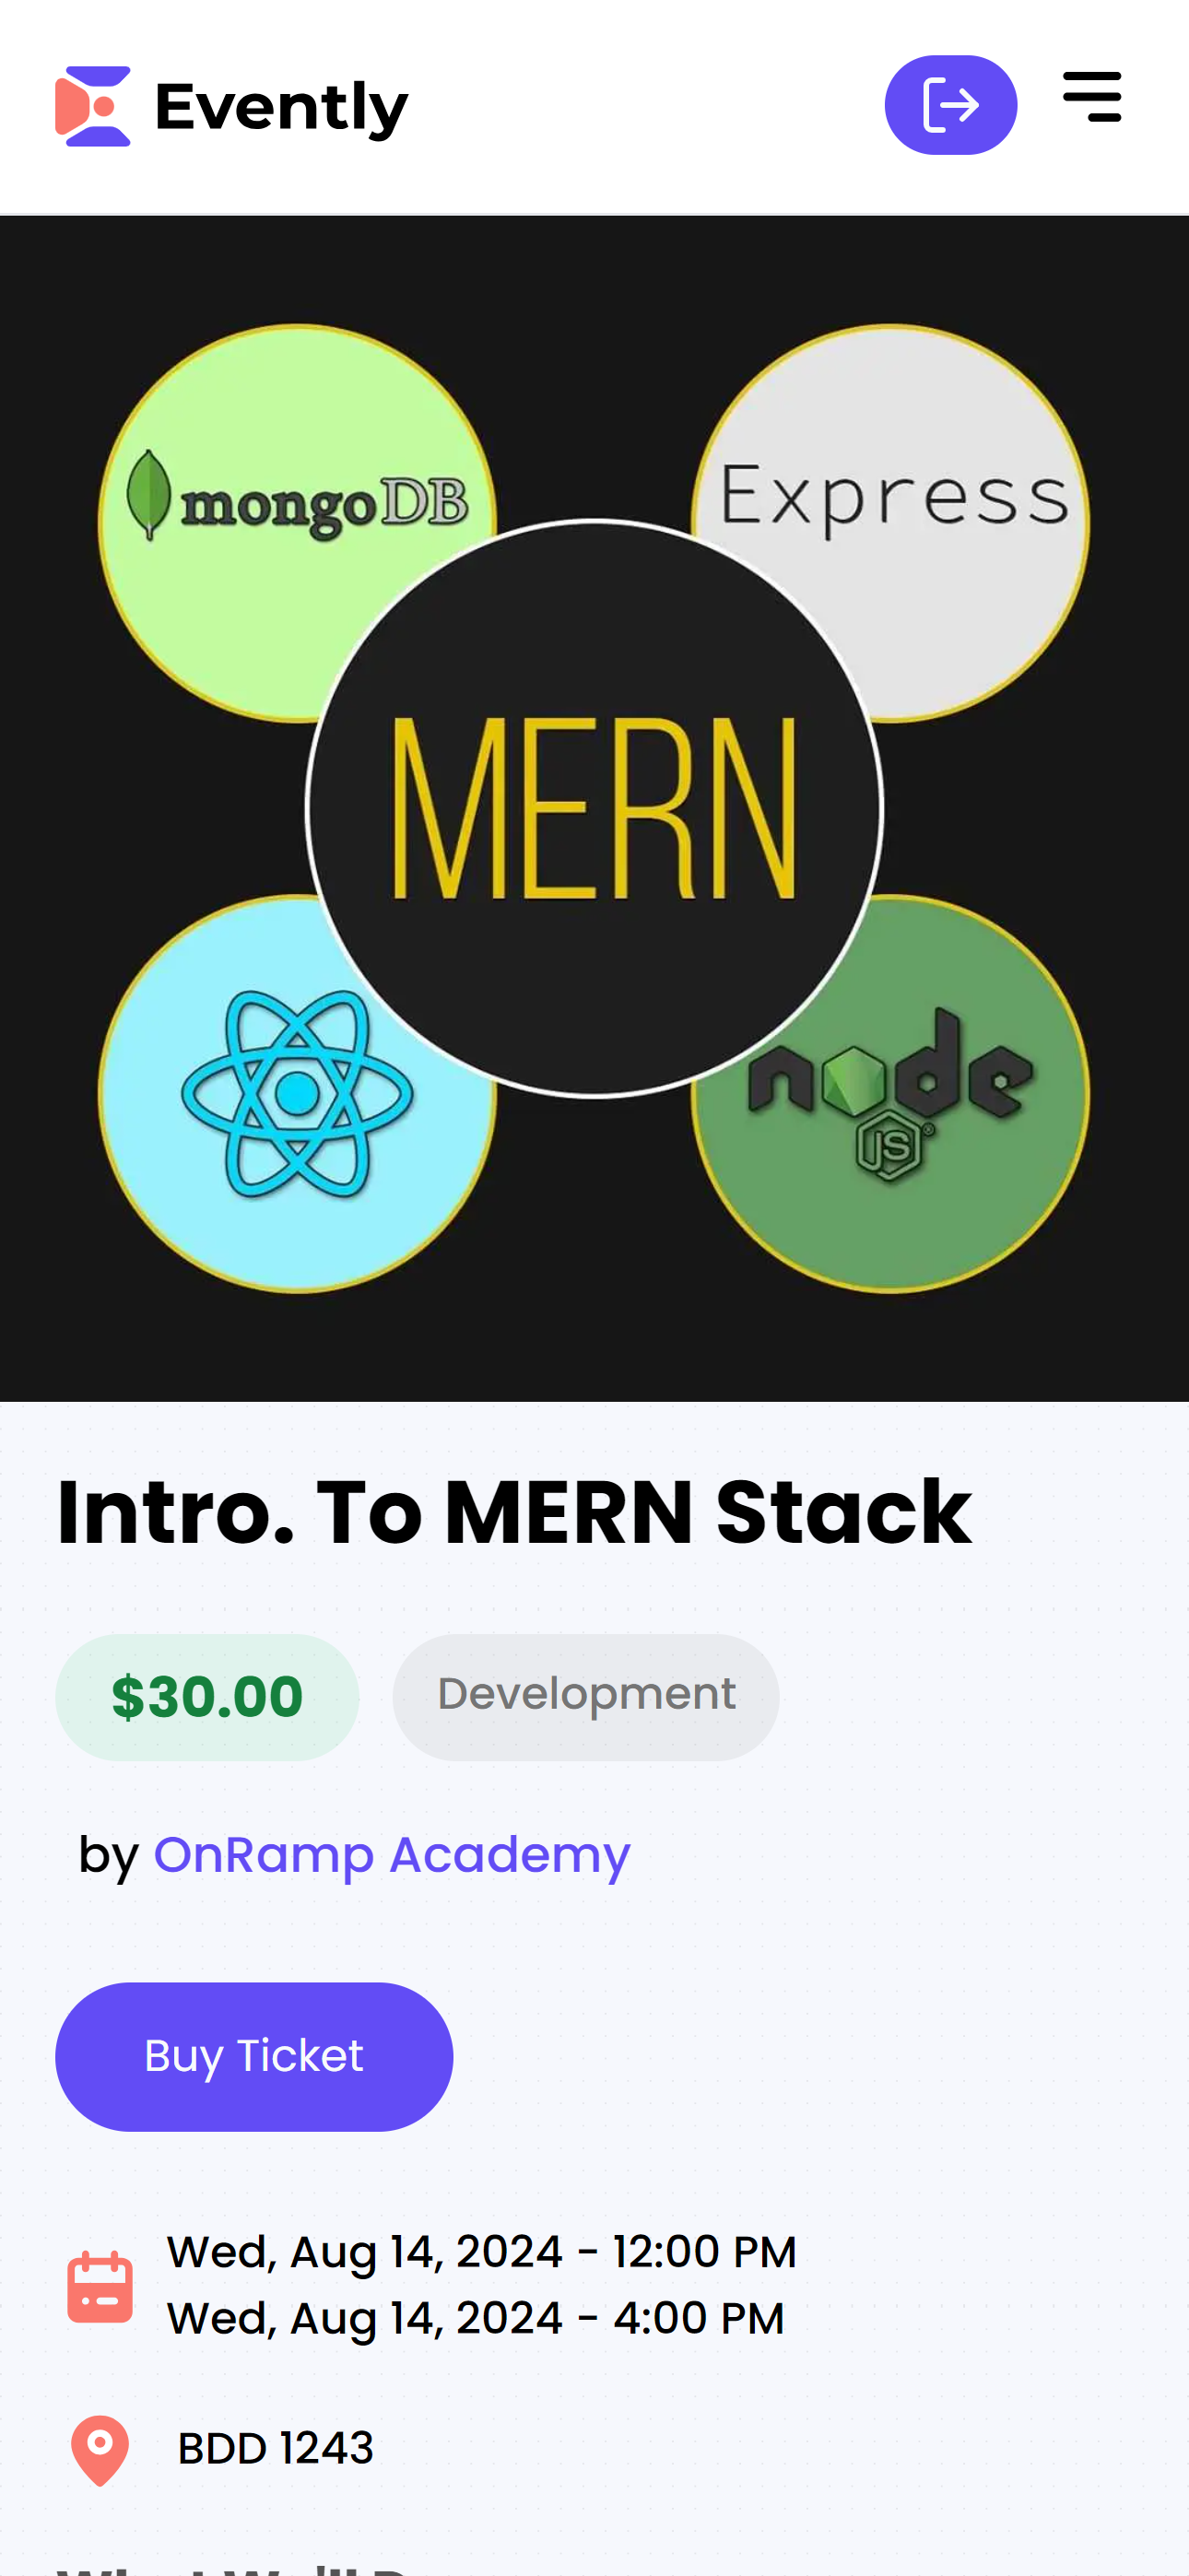 Evently
mongoDB
Express
MERN
node
JS
Intro. To MERN Stack
$30.00
Development
by OnRamp Academy
Buy Ticket
Wed, Aug 14, 2024 - 12:00 PM
Wed, Aug 14, 2024 - 4:00 PM
BDD 1243